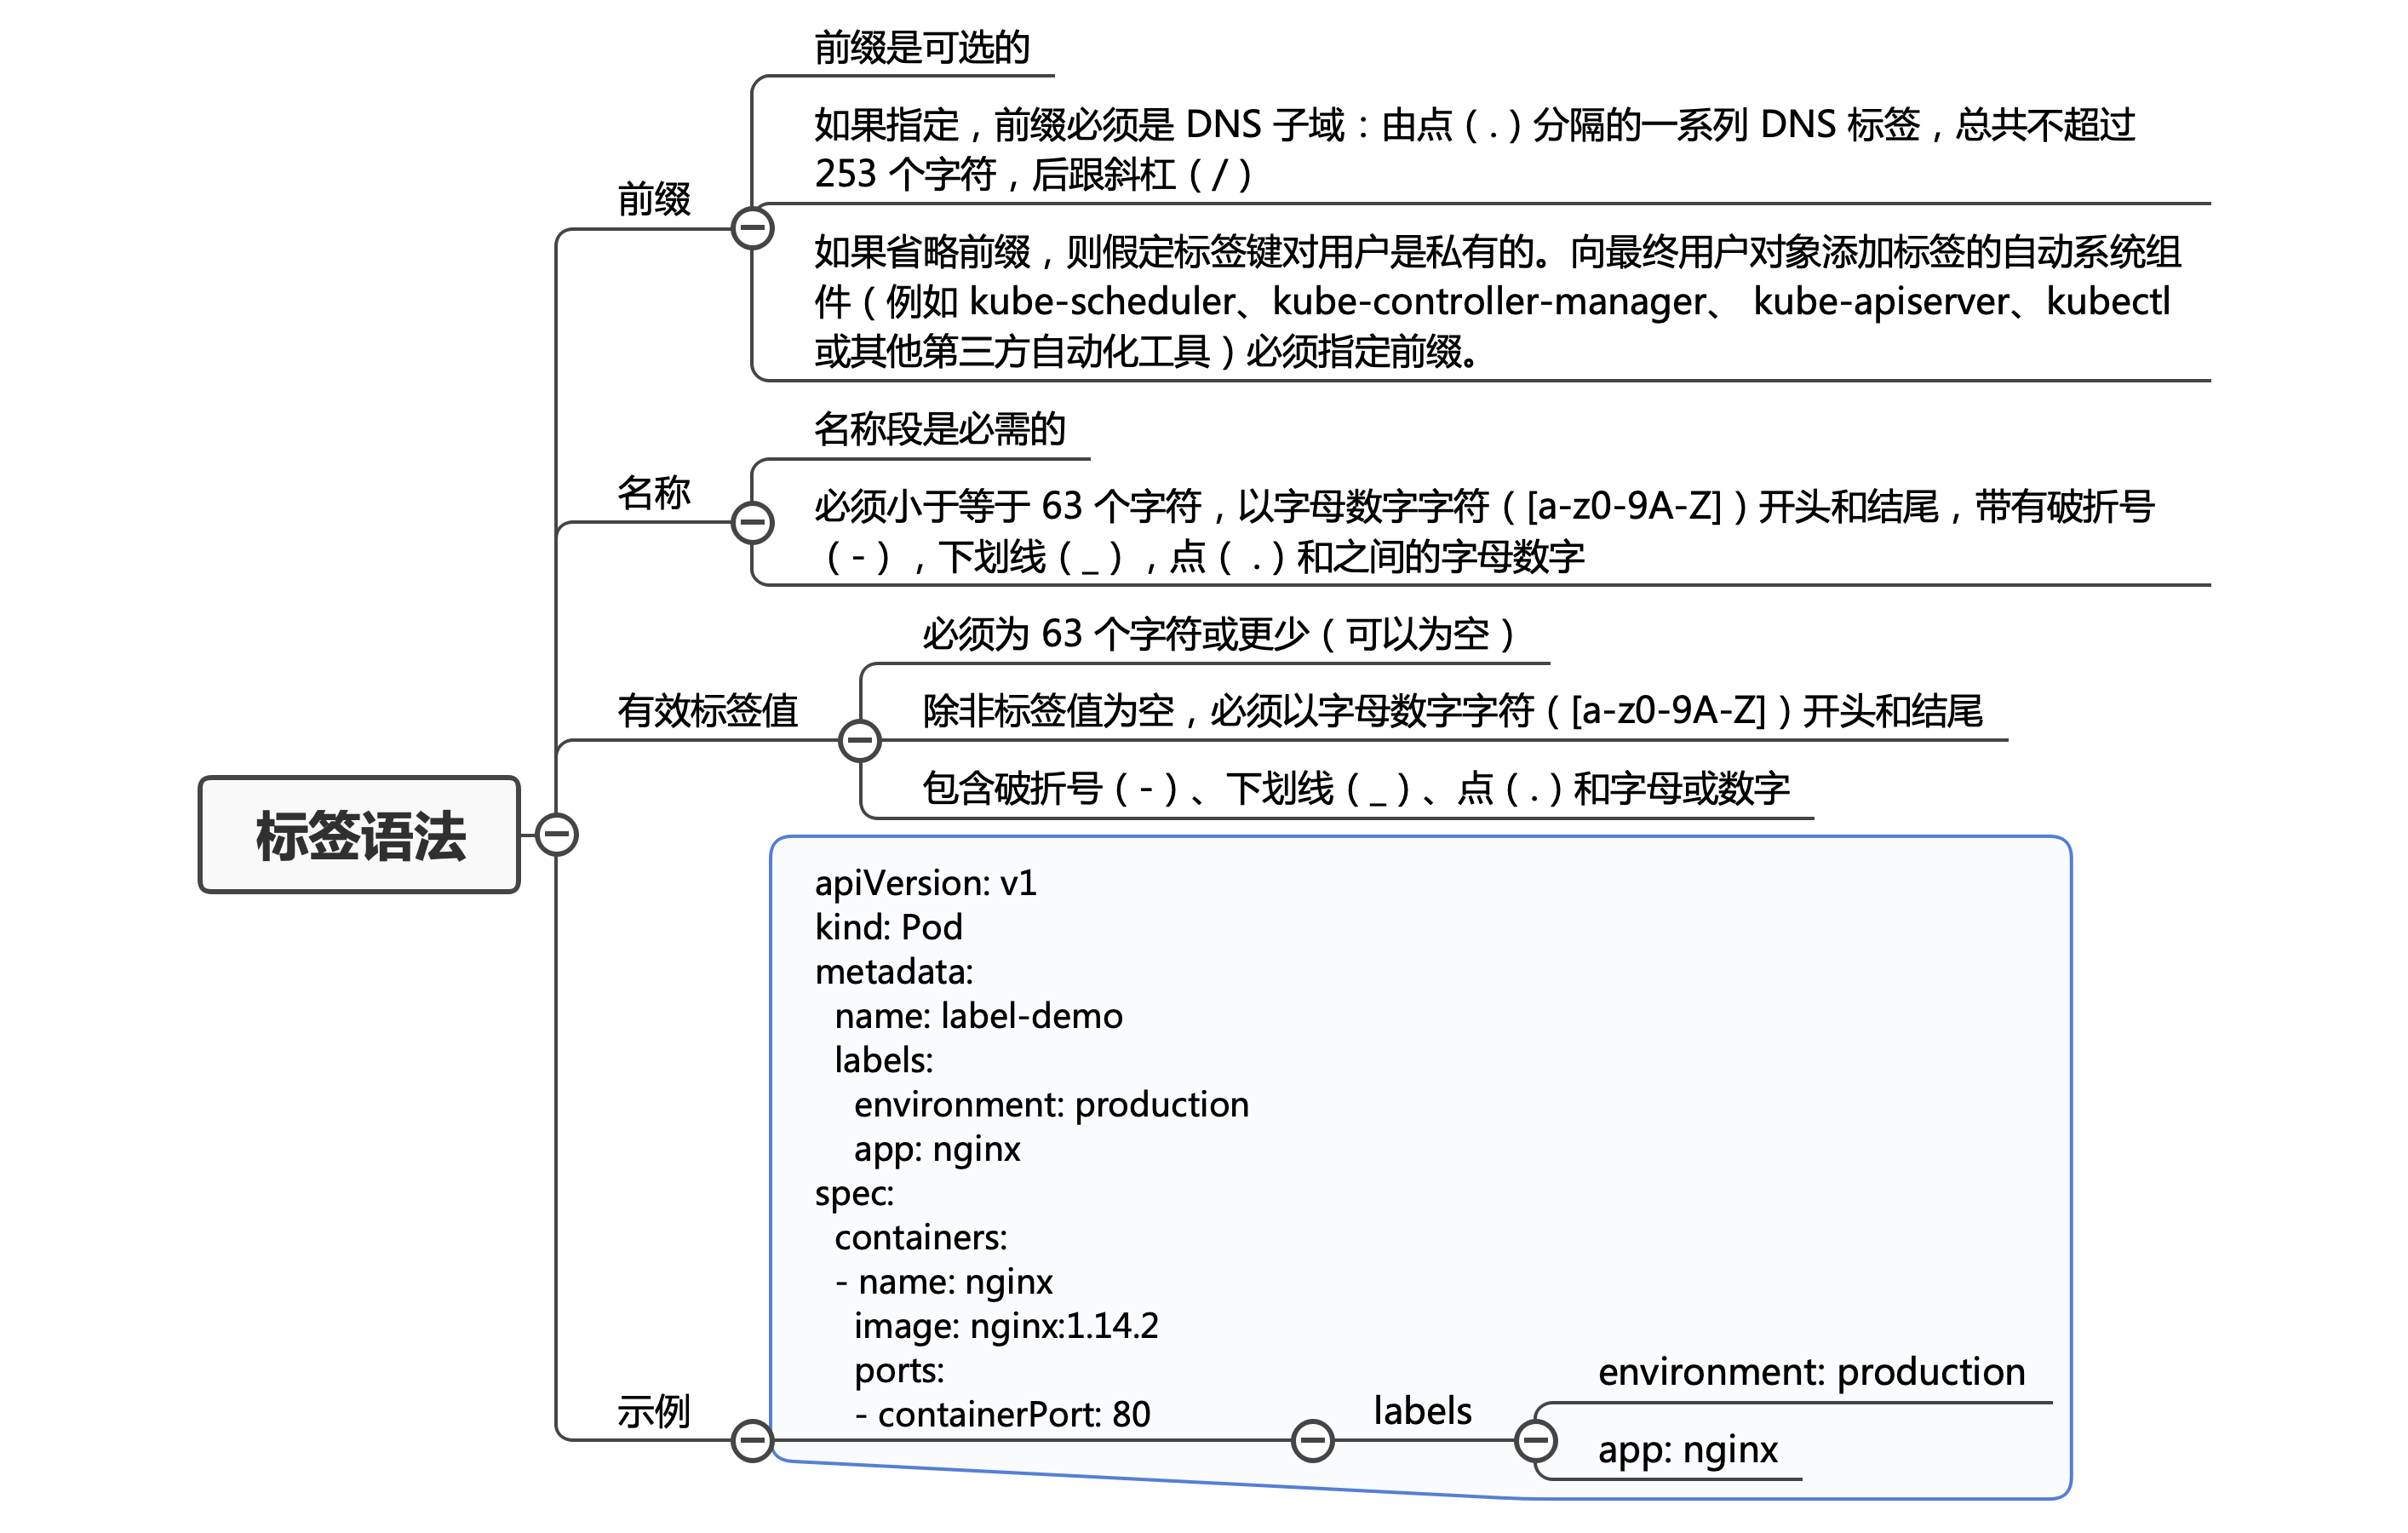 标签语法
前缀
前缀是可选的
如果指定，前缀必须是 DNS 子域：由点（.）分隔的一系列 DNS 标签，总共不超过
253 个字符，后跟斜杠（/）
如果省略前缀，则假定标签键对用户是私有的。向最终用户对象添加标签的自动系统组
件（例如 kube-scheduler、kube-controller-manager、 kube-apiserver、kubectl
或其他第三方自动化工具）必须指定前缀。
名称
名称段是必需的
必须小于等于 63 个字符，以字母数字字符（[a-z0-9A-Z]）开头和结尾，带有破折号
（-），下划线（_），点（ .）和之间的字母数字
有效标签值
必须为 63 个字符或更少（可以为空）
除非标签值为空，必须以字母数字字符（[a-z0-9A-Z]）开头和结尾
包含破折号（-）、下划线（_）、点（.）和字母或数字
示例
apiVersion: v1
kind: Pod
metadata:
  name: label-demo
  labels:
    environment: production
    app: nginx
spec:
  containers:
  - name: nginx
    image: nginx:1.14.2
    ports:
    - containerPort: 80
labels
environment: production
app: nginx